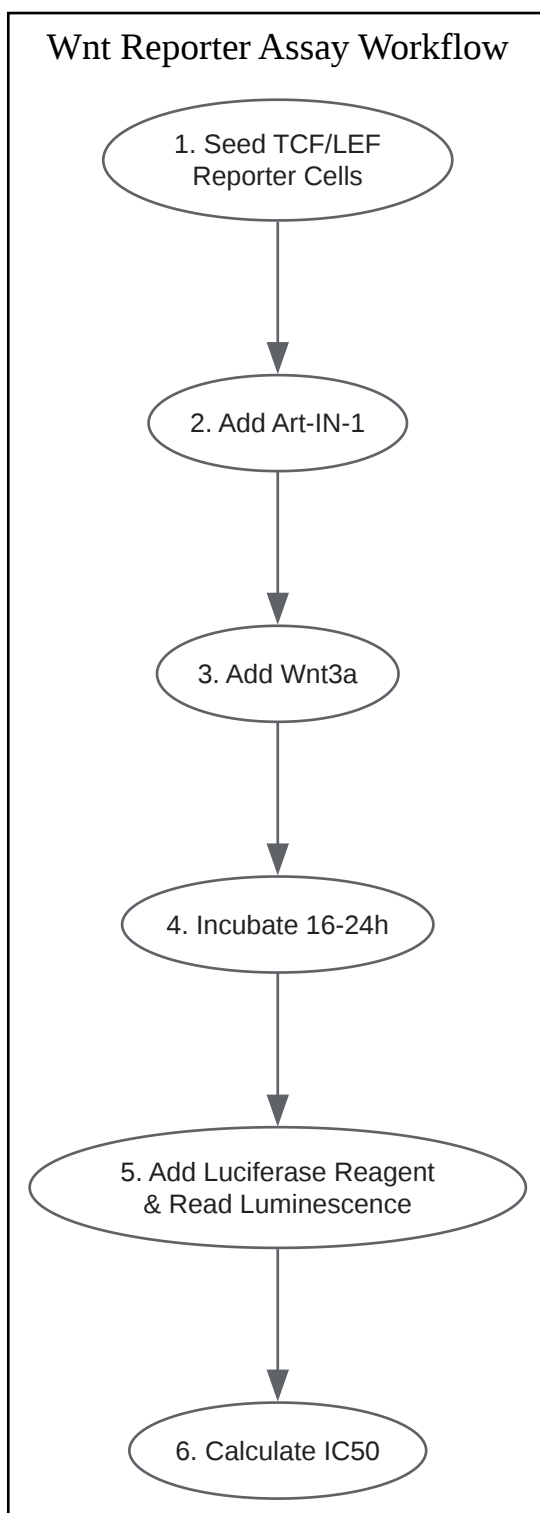 Wnt Reporter Assay Workflow
1. Seed TCF/LEF
Reporter Cells
2. Add Art-IN-1
3. Add Wnt3a
4. Incubate 16-24h
5. Add Luciferase Reagent
& Read Luminescence
6. Calculate IC50